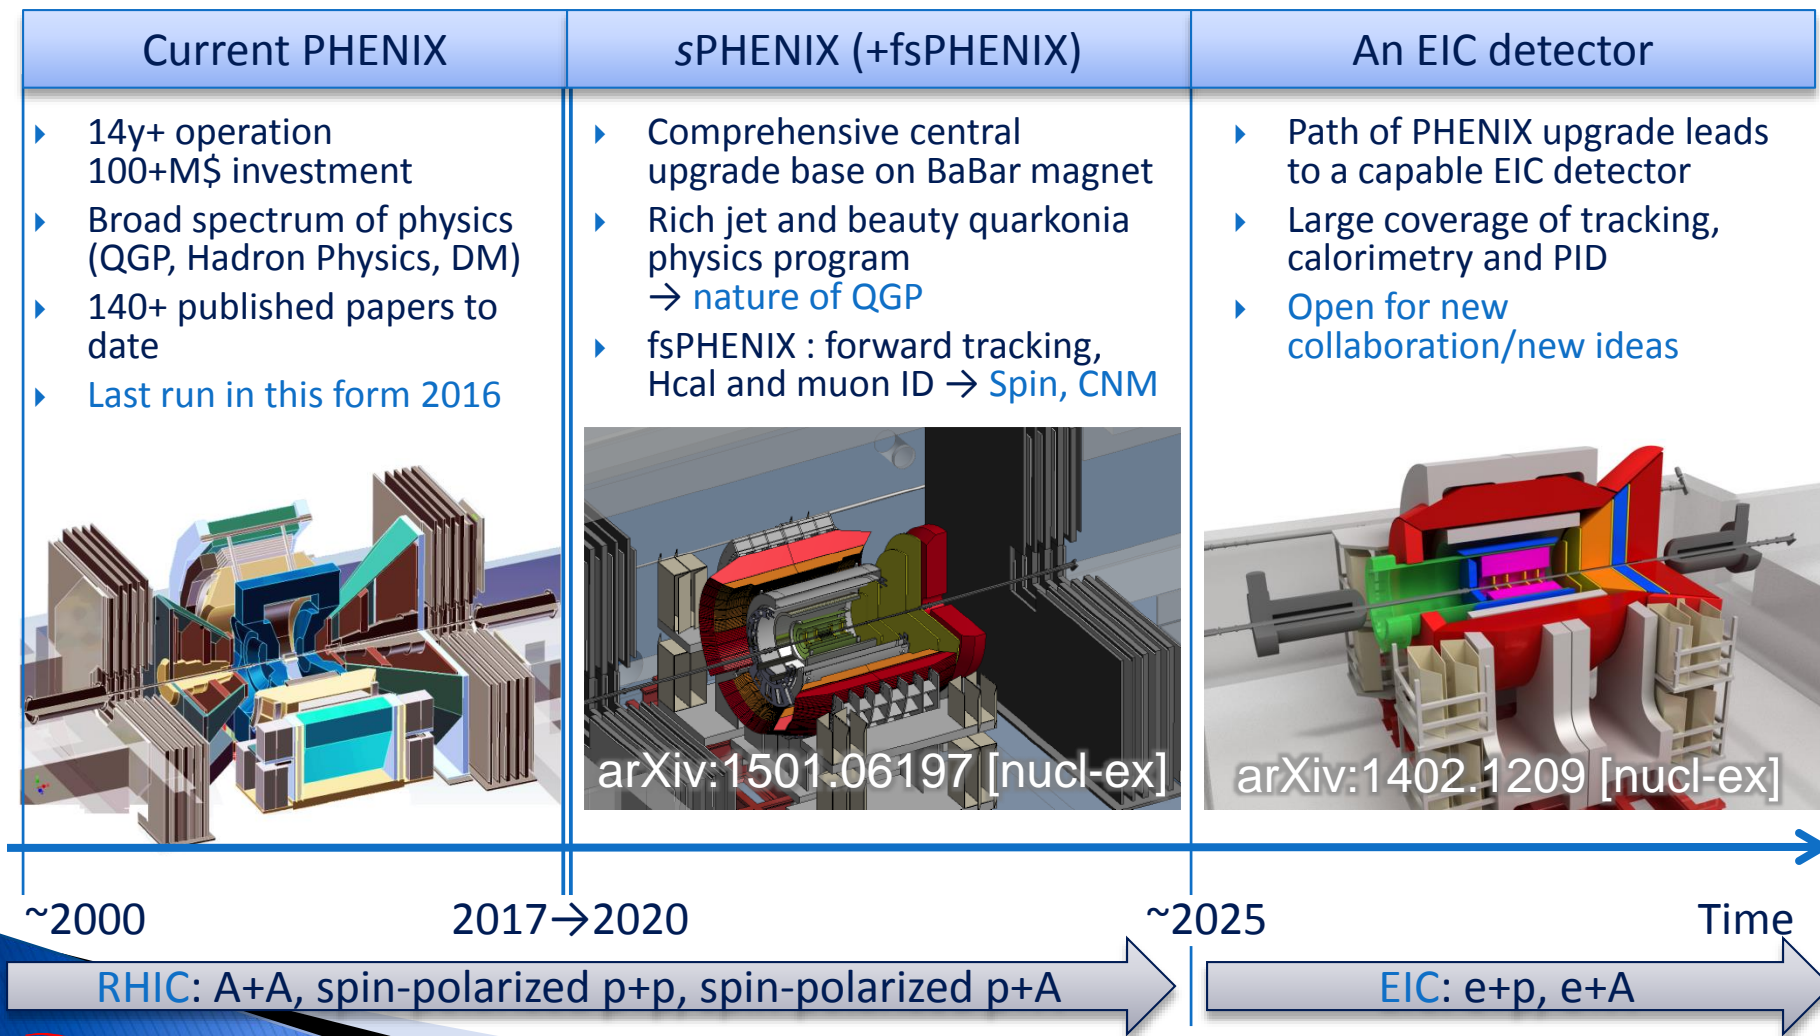 Current PHENIX
14y+ operation
100+M$ investment
Broad spectrum of physics
(QGP, Hadron Physics, DM)
140+ published papers to
date
Last run in this form 2016
sPHENIX (+fsPHENIX)
Comprehensive central
upgrade base on BaBar magnet
Rich jet and beauty quarkonia
physics program
→ nature of QGP
fsPHENIX : forward tracking,
Hcal and muon ID → Spin, CNM
arXiv:1501.06197 [nucl-ex]
An EIC detector
Path of PHENIX upgrade leads
to a capable EIC detector
Large coverage of tracking,
calorimetry and PID
Open for new
collaboration/new ideas
arXiv:1402.1209 [nucl-ex]
~2000
2017→2020
~2025
Time
RHIC: A+A, spin-polarized p+p, spin-polarized p+A
EIC: e+p, e+A